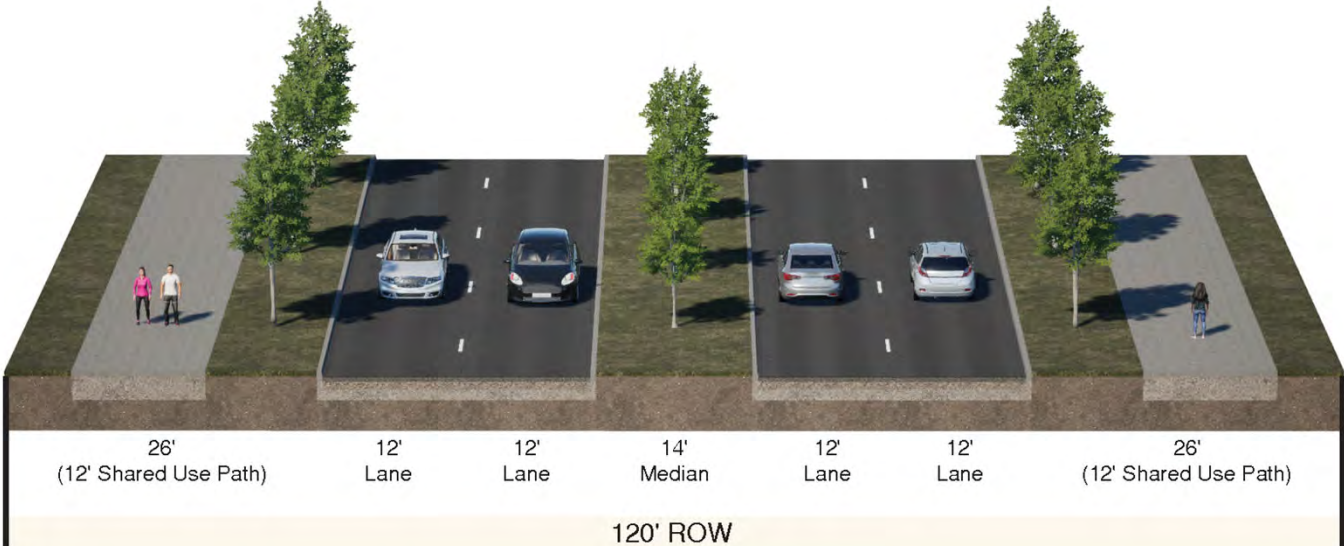 26'
(12' Shared Use Path)
12'
Lane
12'
Lane
14'
Median
12'
Lane
12'
Lane
26'
(12' Shared Use Path)
120' ROW